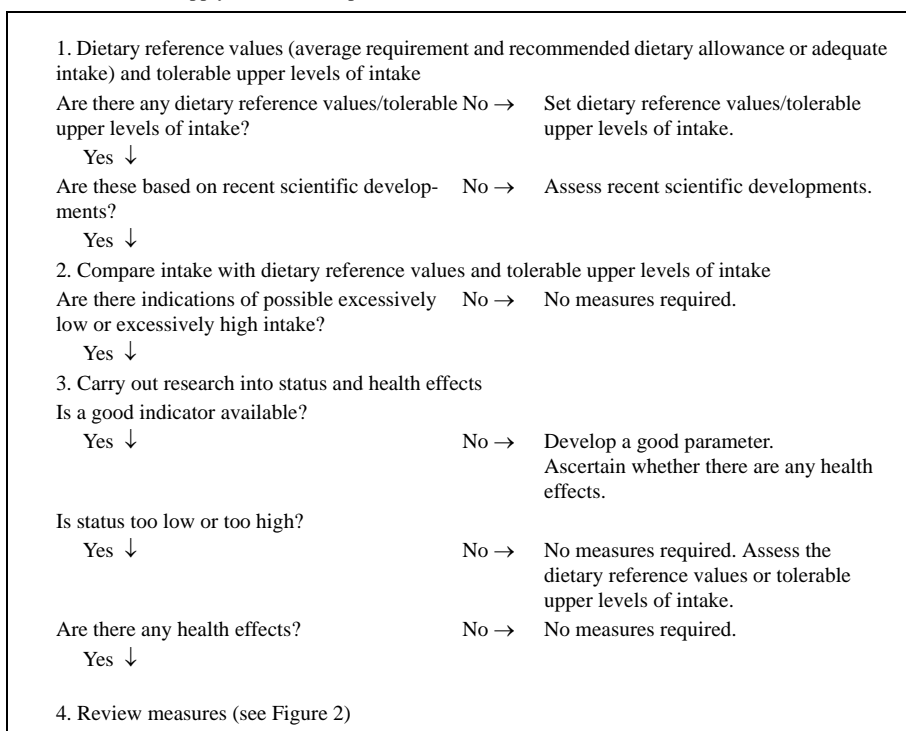 1. Dietary reference values (average requirement and recommended dietary allowance or adequate
intake) and tolerable upper levels of intake
Are there any dietary reference values/tolerable No → Set dietary reference values/tolerable
upper levels of intake? upper levels of intake.
Yes ↓
Are these based on recent scientific develop- No → Assess recent scientific developments.
ments?
Yes ↓
2. Compare intake with dietary reference values and tolerable upper levels of intake
Are there indications of possible excessively No → No measures required.
low or excessively high intake?
Yes ↓
3. Carry out research into status and health effects
Is a good indicator available?
Yes ↓ No → Develop a good parameter.
Ascertain whether there are any health
effects.
Is status too low or too high?
Yes ↓ No → No measures required. Assess the
dietary reference values or tolerable
upper levels of intake.
Are there any health effects? No → No measures required.
Yes ↓
4. Review measures (see Figure 2)